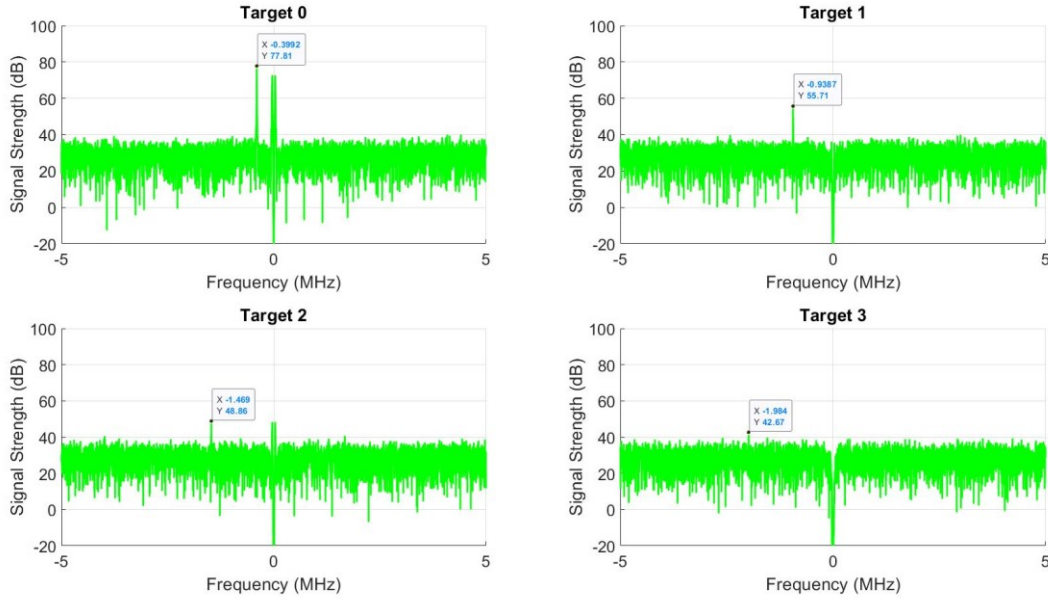 Target 0
100
80
60
40
20
0
-20
X -0.3992
Y 77.81
-5
0
5
Signal Strength (dB)
Frequency (MHz)
Target 1
100
80
60
40
20
0
-20
X -0.9387
Y 55.71
-5
0
5
Signal Strength (dB)
Frequency (MHz)
Target 2
100
80
60
40
20
0
-20
X -1.469
Y 48.86
-5
0
5
Signal Strength (dB)
Frequency (MHz)
Target 3
100
80
60
40
20
0
-20
X -1.984
Y 42.67
-5
0
5
Signal Strength (dB)
Frequency (MHz)